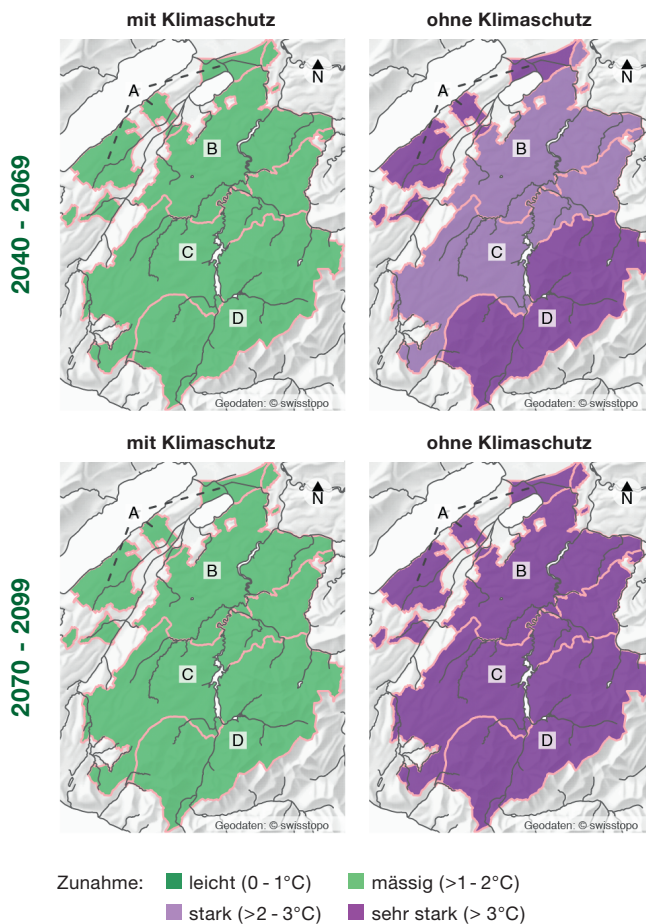 mit Klimaschutz
ohne Klimaschutz
2040 - 2069
A
B
C
D
N
Geodaten: © swisstopo
A
B
C
D
N
Geodaten: © swisstopo
mit Klimaschutz
ohne Klimaschutz
2070 - 2099
A
B
C
D
N
Geodaten: © swisstopo
A
B
C
D
N
Geodaten: © swisstopo
Zunahme: leicht (0 - 1°C) mässig (>1 - 2°C)
stark (>2 - 3°C) sehr stark (> 3°C)